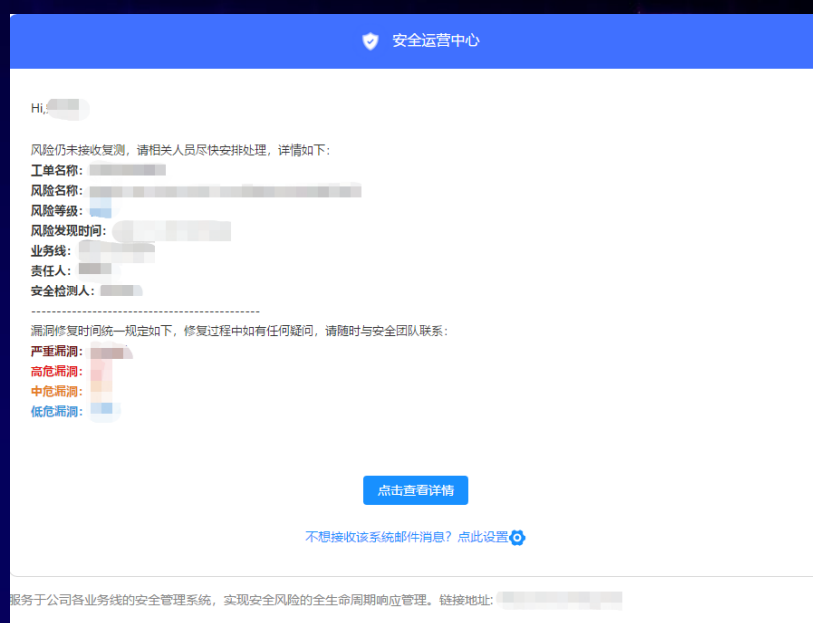 安全运营中心
Hi,
风险仍未接收复测，请相关人员尽快安排处理，详情如下：
工单名称：
风险名称：
风险等级：
风险发现时间：
业务线：
责任人：
安全检测人：
--------------------------------------------
漏洞修复时间统一规定如下，修复过程中如有任何疑问，请随时与安全团队联系：
严重漏洞：
高危漏洞：
中危漏洞：
低危漏洞：
点击查看详情
不想接收该系统邮件消息？点此设置
服务于公司各业务线的安全管理系统，实现安全风险的全生命周期响应管理。链接地址: